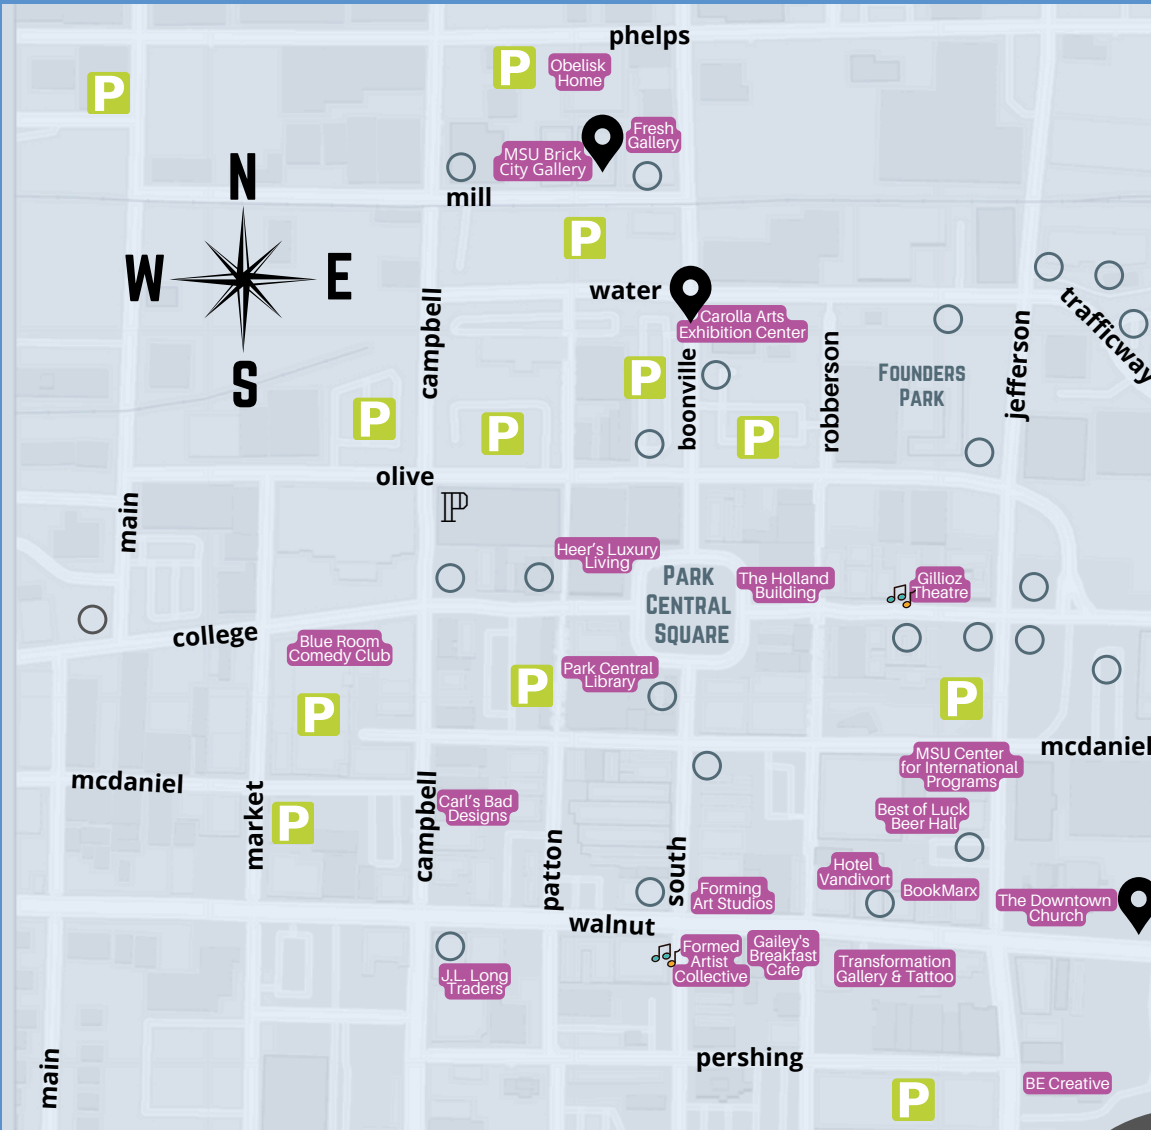 phelps
P
P
Obelisk
Home
Fresh
Gallery
MSU Brick
City Gallery
mill
N
W
E
S
P
water
Carolla Arts
Exhibition Center
trafficway
campbell
boonville
robberson
jefferson
Founders
Park
P
P
P
P
olive
P
main
Heer's Luxury
Living
Park
Central
Square
The Holland
Building
Gillioz
Theatre
college
Blue Room
Comedy Club
Park Central
Library
P
P
P
mcdaniel
MSU Center
for International
Programs
mcdaniel
market
campbell
Carl's Bad
Designs
P
Best of Luck
Beer Hall
patton
south
Hotel
Vandivort
BookMarx
Forming
Art Studios
The Downtown
Church
walnut
Formed
Artist
Collective
Gailey's
Breakfast
Cafe
Transformation
Gallery & Tattoo
J.L. Long
Traders
main
pershing
BE Creative
P